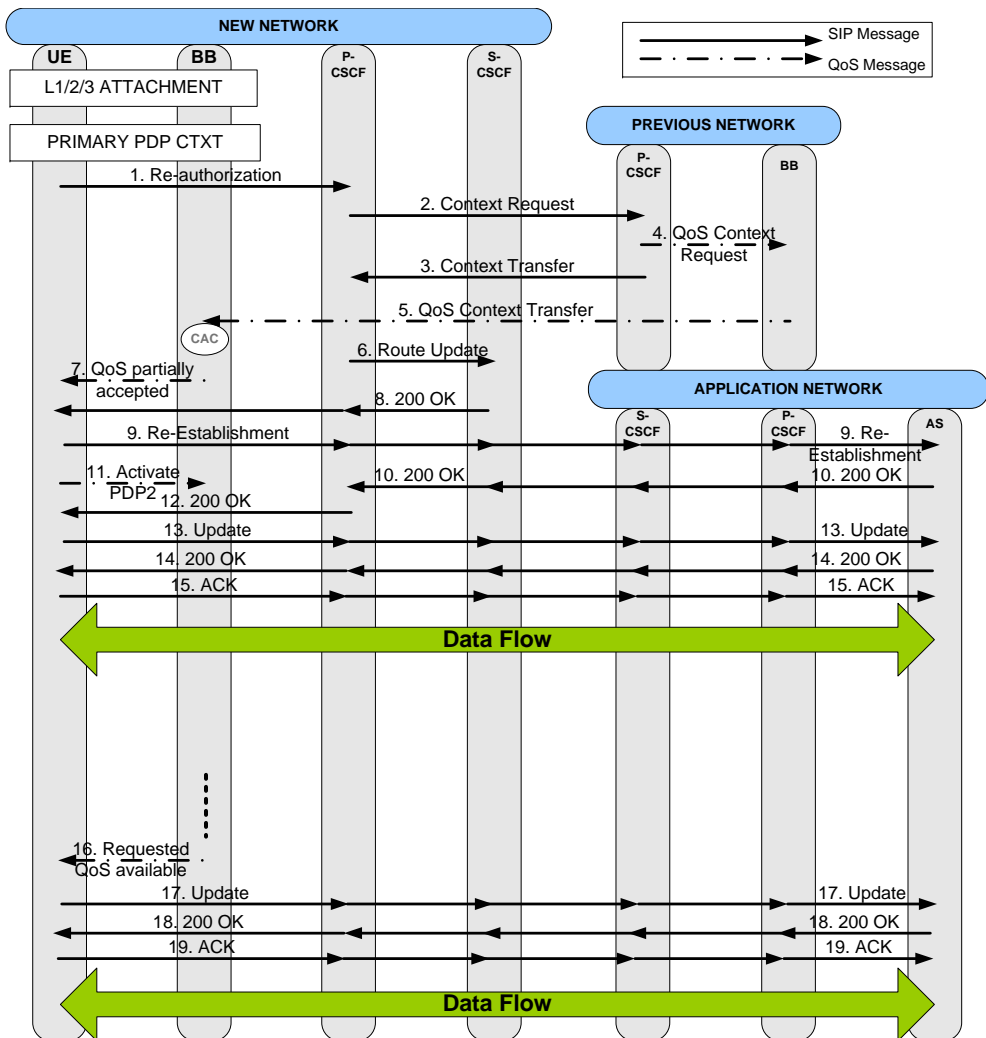 NEW NETWORK
SIP Message
QoS Message
UE
BB
P-
CSCF
S-
CSCF
L1/2/3 ATTACHMENT
PREVIOUS NETWORK
PRIMARY PDP CTXT
P-
CSCF
BB
1. Re-authorization
2. Context Request
4. QoS Context
Request
3. Context Transfer
5. QoS Context Transfer
CAC
6. Route Update
7. QoS partially
accepted
APPLICATION NETWORK
8. 200 OK
S-
CSCF
P-
CSCF
AS
9. Re-Establishment
9. Re-
Establishment
11. Activate
PDP2
10. 200 OK
10. 200 OK
12. 200 OK
13. Update
13. Update
14. 200 OK
14. 200 OK
15. ACK
15. ACK
Data Flow
16. Requested
QoS available
17. Update
17. Update
18. 200 OK
18. 200 OK
19. ACK
19. ACK
Data Flow